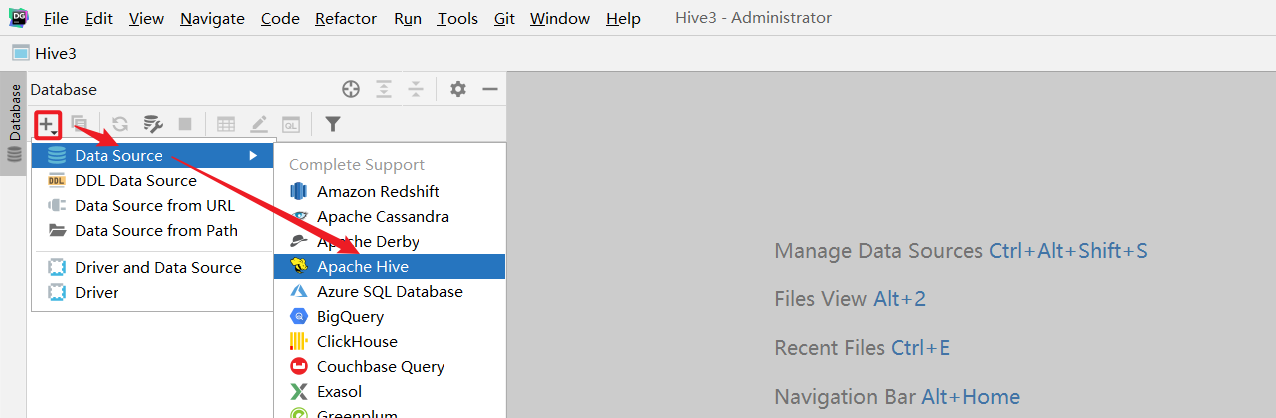 DG
File Edit View Navigate Code Refactor Run Tools Git Window Help Hive3 - Administrator
Hive3
Database
Database
Data Source
DDL DDL Data Source
Data Source from URL
Data Source from Path
Driver and Data Source
Driver
QL
Complete Support
Amazon Redshift
Apache Cassandra
Apache Derby
Apache Hive
Azure SQL Database
BigQuery
ClickHouse
Couchbase Query
Exasol
Greenplum
Manage Data Sources Ctrl+Alt+Shift+S
Files View Alt+2
Recent Files Ctrl+E
Navigation Bar Alt+Home